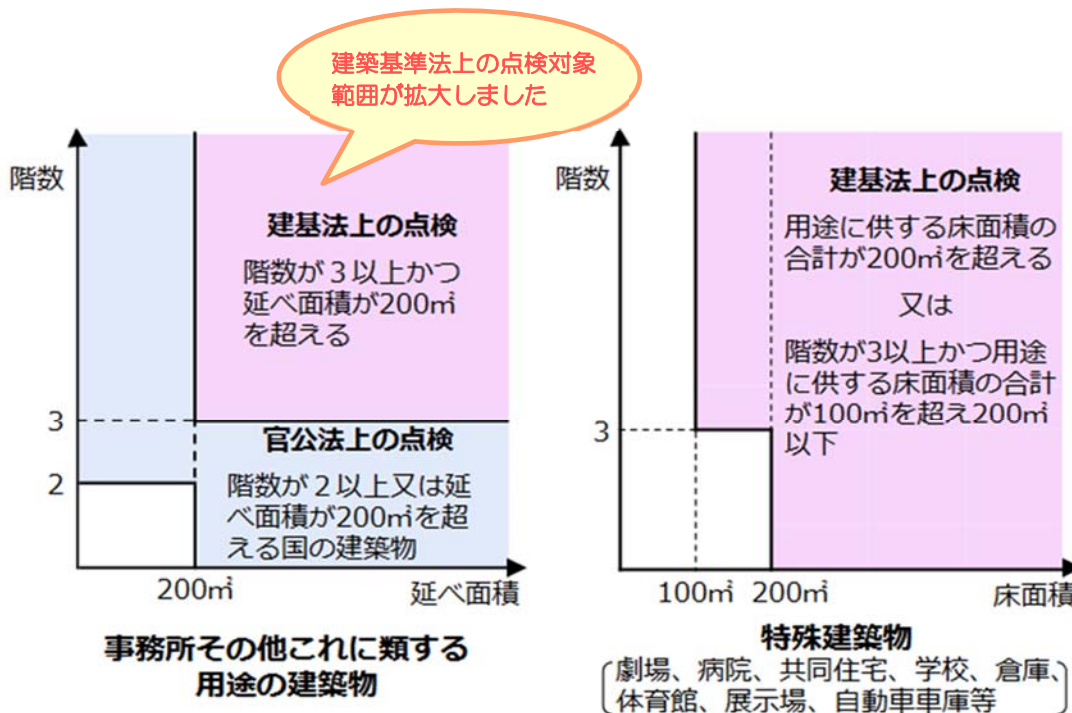 建築基準法上の点検対象
範囲が拡大しました
階数
建基法上の点検
階数が３以上かつ
延べ面積が200㎡
を超える
3
官公法上の点検
2
階数が２以上又は延
べ面積が200㎡を超
える国の建築物
200㎡
延べ面積
事務所その他これに類する
用途の建築物
階数
建基法上の点検
用途に供する床面積の
合計が200㎡を超える
又は
階数が3以上かつ用途
に供する床面積の合計
が100㎡を超え200㎡
以下
3
100㎡
200㎡
床面積
特殊建築物
劇場、病院、共同住宅、学校、倉庫、
体育館、展示場、自動車車庫等